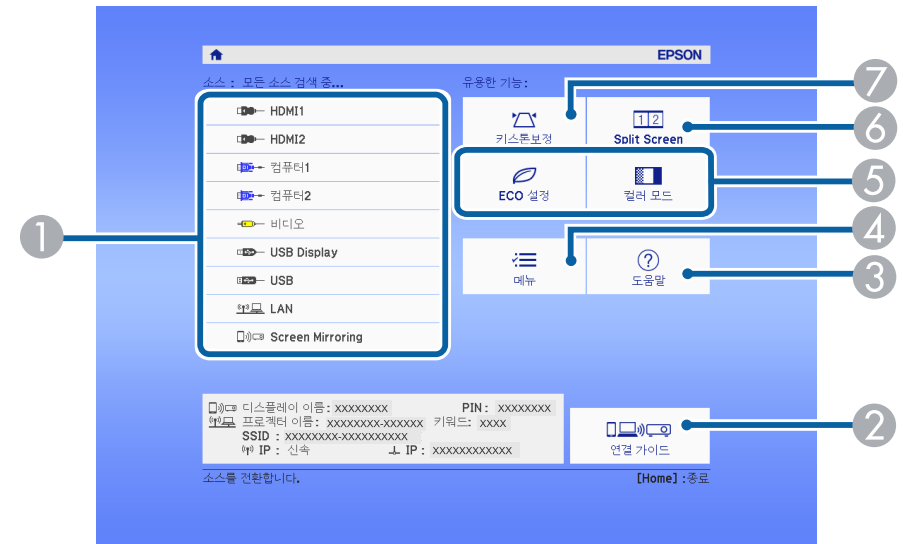 EPSON
소스 : 모든 소스 검색 중...
유용한 기능:
HDMI1
HDMI2
컴퓨터1
컴퓨터2
비디오
USB Display
USB
LAN
Screen Mirroring
키스톤보정
1 2
Split Screen
ECO 설정
컬러 모드
메뉴
?
도움말
디스플레이 이름: xxxxxxxx PIN: xxxxxxxx
프로젝터 이름: xxxxxxxx-xxxxxx 키워드: xxxx
SSID : xxxxxxxx-xxxxxxxxxx
IP : 신속 IP : xxxxxxxxxxxx
연결 가이드
소스를 전환합니다.
[Home] :종료
1
7
6
5
4
3
2